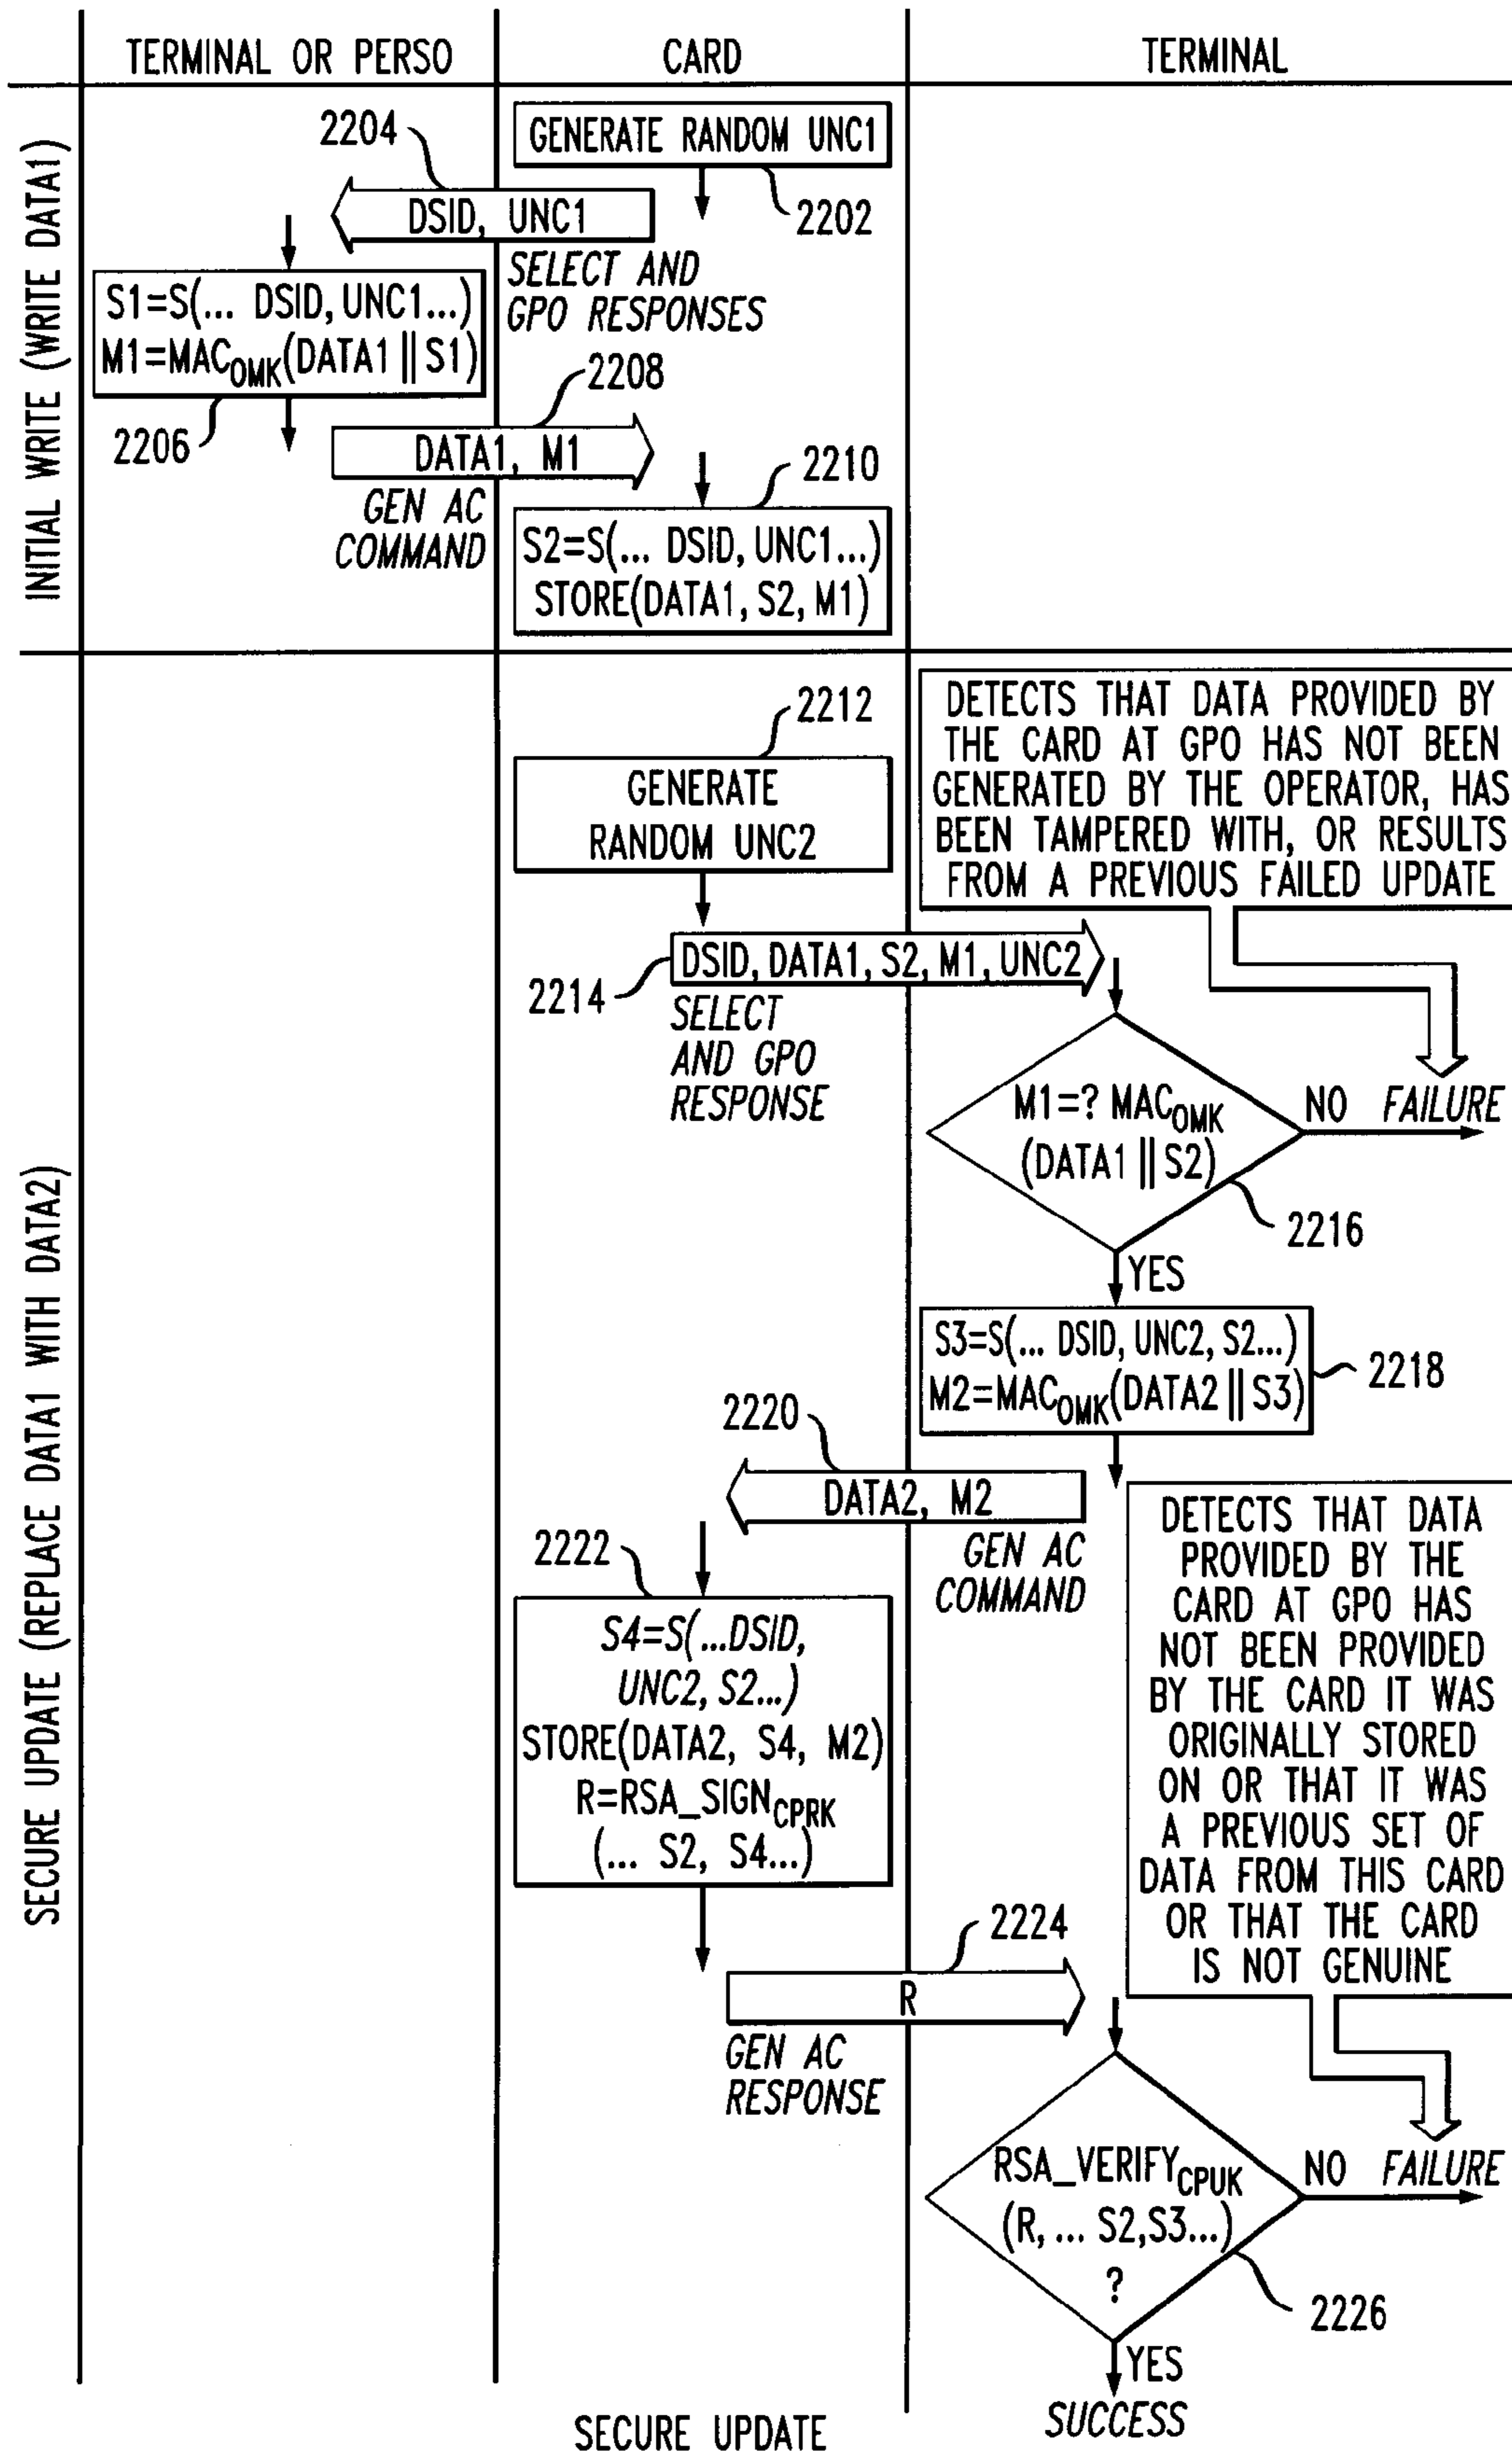 TERMINAL OR PERSO
CARD
TERMINAL
INITIAL WRITE (WRITE DATA1)
GENERATE RANDOM UNC1
2202
2204
DSID, UNC1
SELECT AND
GPO RESPONSES
S1=S(... DSID, UNC1...)
M1=MAC_OMK(DATA1 || S1)
2206
2208
DATA1, M1
GEN AC
COMMAND
2210
S2=S(... DSID, UNC1...)
STORE(DATA1, S2, M1)
SECURE UPDATE (REPLACE DATA1 WITH DATA2)
2212
GENERATE
RANDOM UNC2
DETECTS THAT DATA PROVIDED BY
THE CARD AT GPO HAS NOT BEEN
GENERATED BY THE OPERATOR, HAS
BEEN TAMPERED WITH, OR RESULTS
FROM A PREVIOUS FAILED UPDATE
DSID, DATA1, S2, M1, UNC2
2214
SELECT
AND GPO
RESPONSE
M1=? MAC_OMK
(DATA1 || S2)
NO FAILURE
2216
YES
S3=S(... DSID, UNC2, S2...)
M2=MAC_OMK(DATA2 || S3)
2218
2220
DATA2, M2
GEN AC
COMMAND
2222
S4=S(...DSID,
UNC2, S2...)
STORE(DATA2, S4, M2)
R=RSA_SIGN_CPRK
(... S2, S4...)
DETECTS THAT DATA
PROVIDED BY THE
CARD AT GPO HAS
NOT BEEN PROVIDED
BY THE CARD IT WAS
ORIGINALLY STORED
ON OR THAT IT WAS
A PREVIOUS SET OF
DATA FROM THIS CARD
OR THAT THE CARD
IS NOT GENUINE
2224
R
GEN AC
RESPONSE
RSA_VERIFY_CPUK
(R, ... S2,S3...)
?
NO FAILURE
2226
YES
SUCCESS
SECURE UPDATE